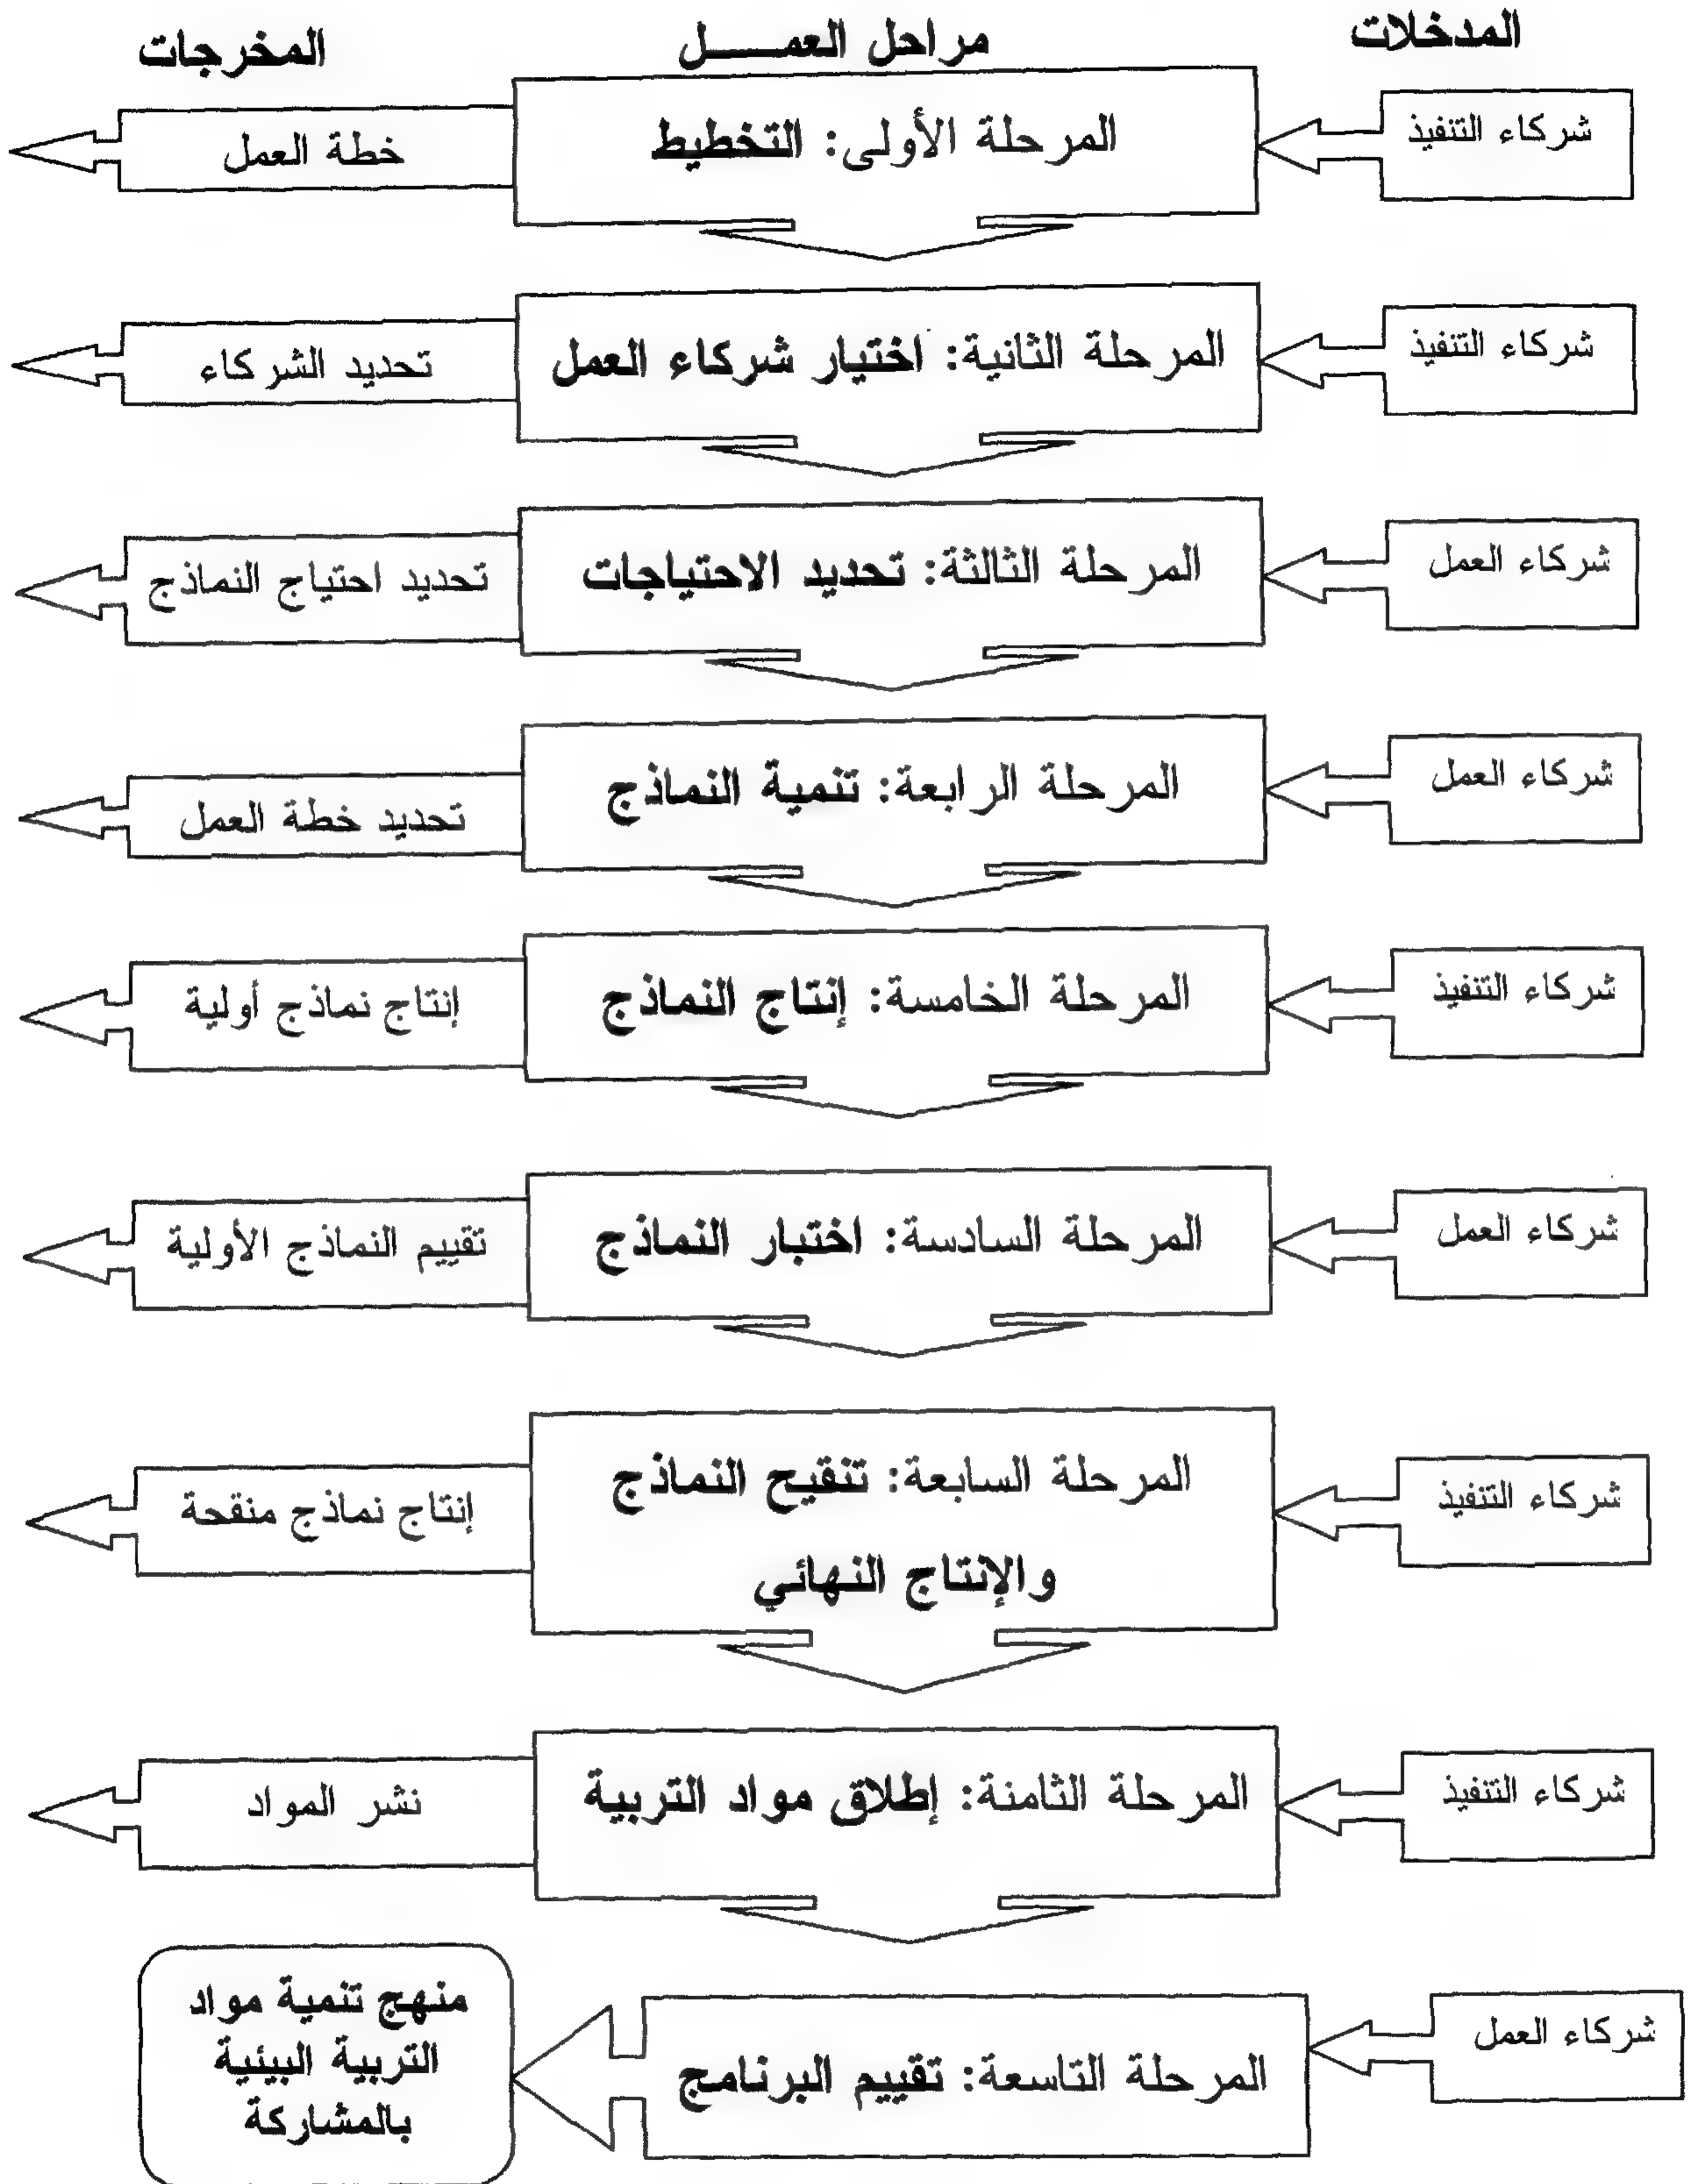 المدخلات
مراحل العمـــــل
المخرجات
شركاء التنفيذ
المرحلة الأولى: التخطيط
خطة العمل
شركاء التنفيذ
المرحلة الثانية: اختيار شركاء العمل
تحديد الشركاء
شركاء العمل
المرحلة الثالثة: تحديد الاحتياجات
تحديد احتياج النماذج
شركاء العمل
المرحلة الرابعة: تنمية النماذج
تحديد خطة العمل
شركاء التنفيذ
المرحلة الخامسة: إنتاج النماذج
إنتاج نماذج أولية
شركاء العمل
المرحلة السادسة: اختبار النماذج
تقييم النماذج الأولية
شركاء التنفيذ
المرحلة السابعة: تنقيح النماذج
والإنتاج النهائي
إنتاج نماذج منقحة
شركاء التنفيذ
المرحلة الثامنة: إطلاق مواد التربية
نشر المواد
شركاء العمل
المرحلة التاسعة: تقييم البرنامج
منهج تنمية مواد
التربية البيئية
بالمشاركة